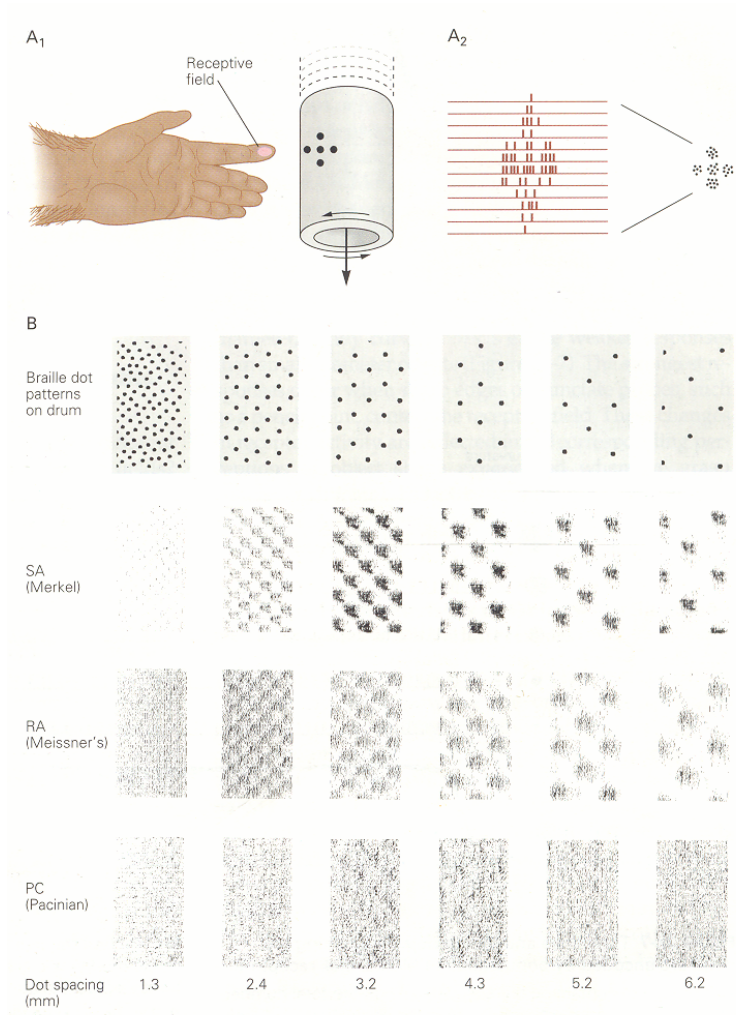 A1
A2
Receptive
field
B
Braille dot
patterns
on drum
SA
(Merkel)
RA
(Meissner's)
PC
(Pacinian)
Dot spacing
(mm)
1.3 2.4 3.2 4.3 5.2 6.2